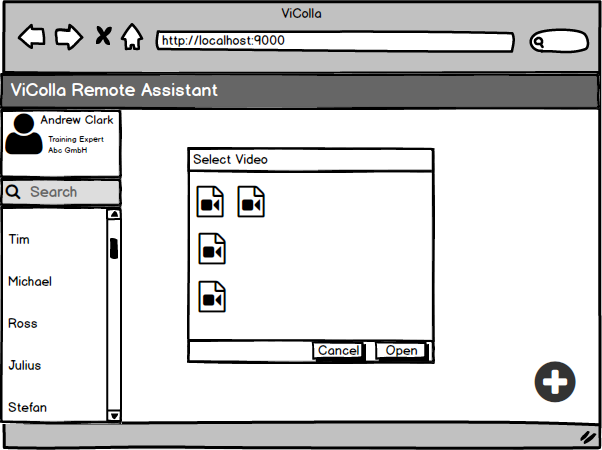 ViColla
http://localhost:9000
ViColla Remote Assistant
Andrew Clark
Training Expert
Abc GmbH
Search
Tim
Michael
Ross
Julius
Stefan
Select Video
Cancel
Open